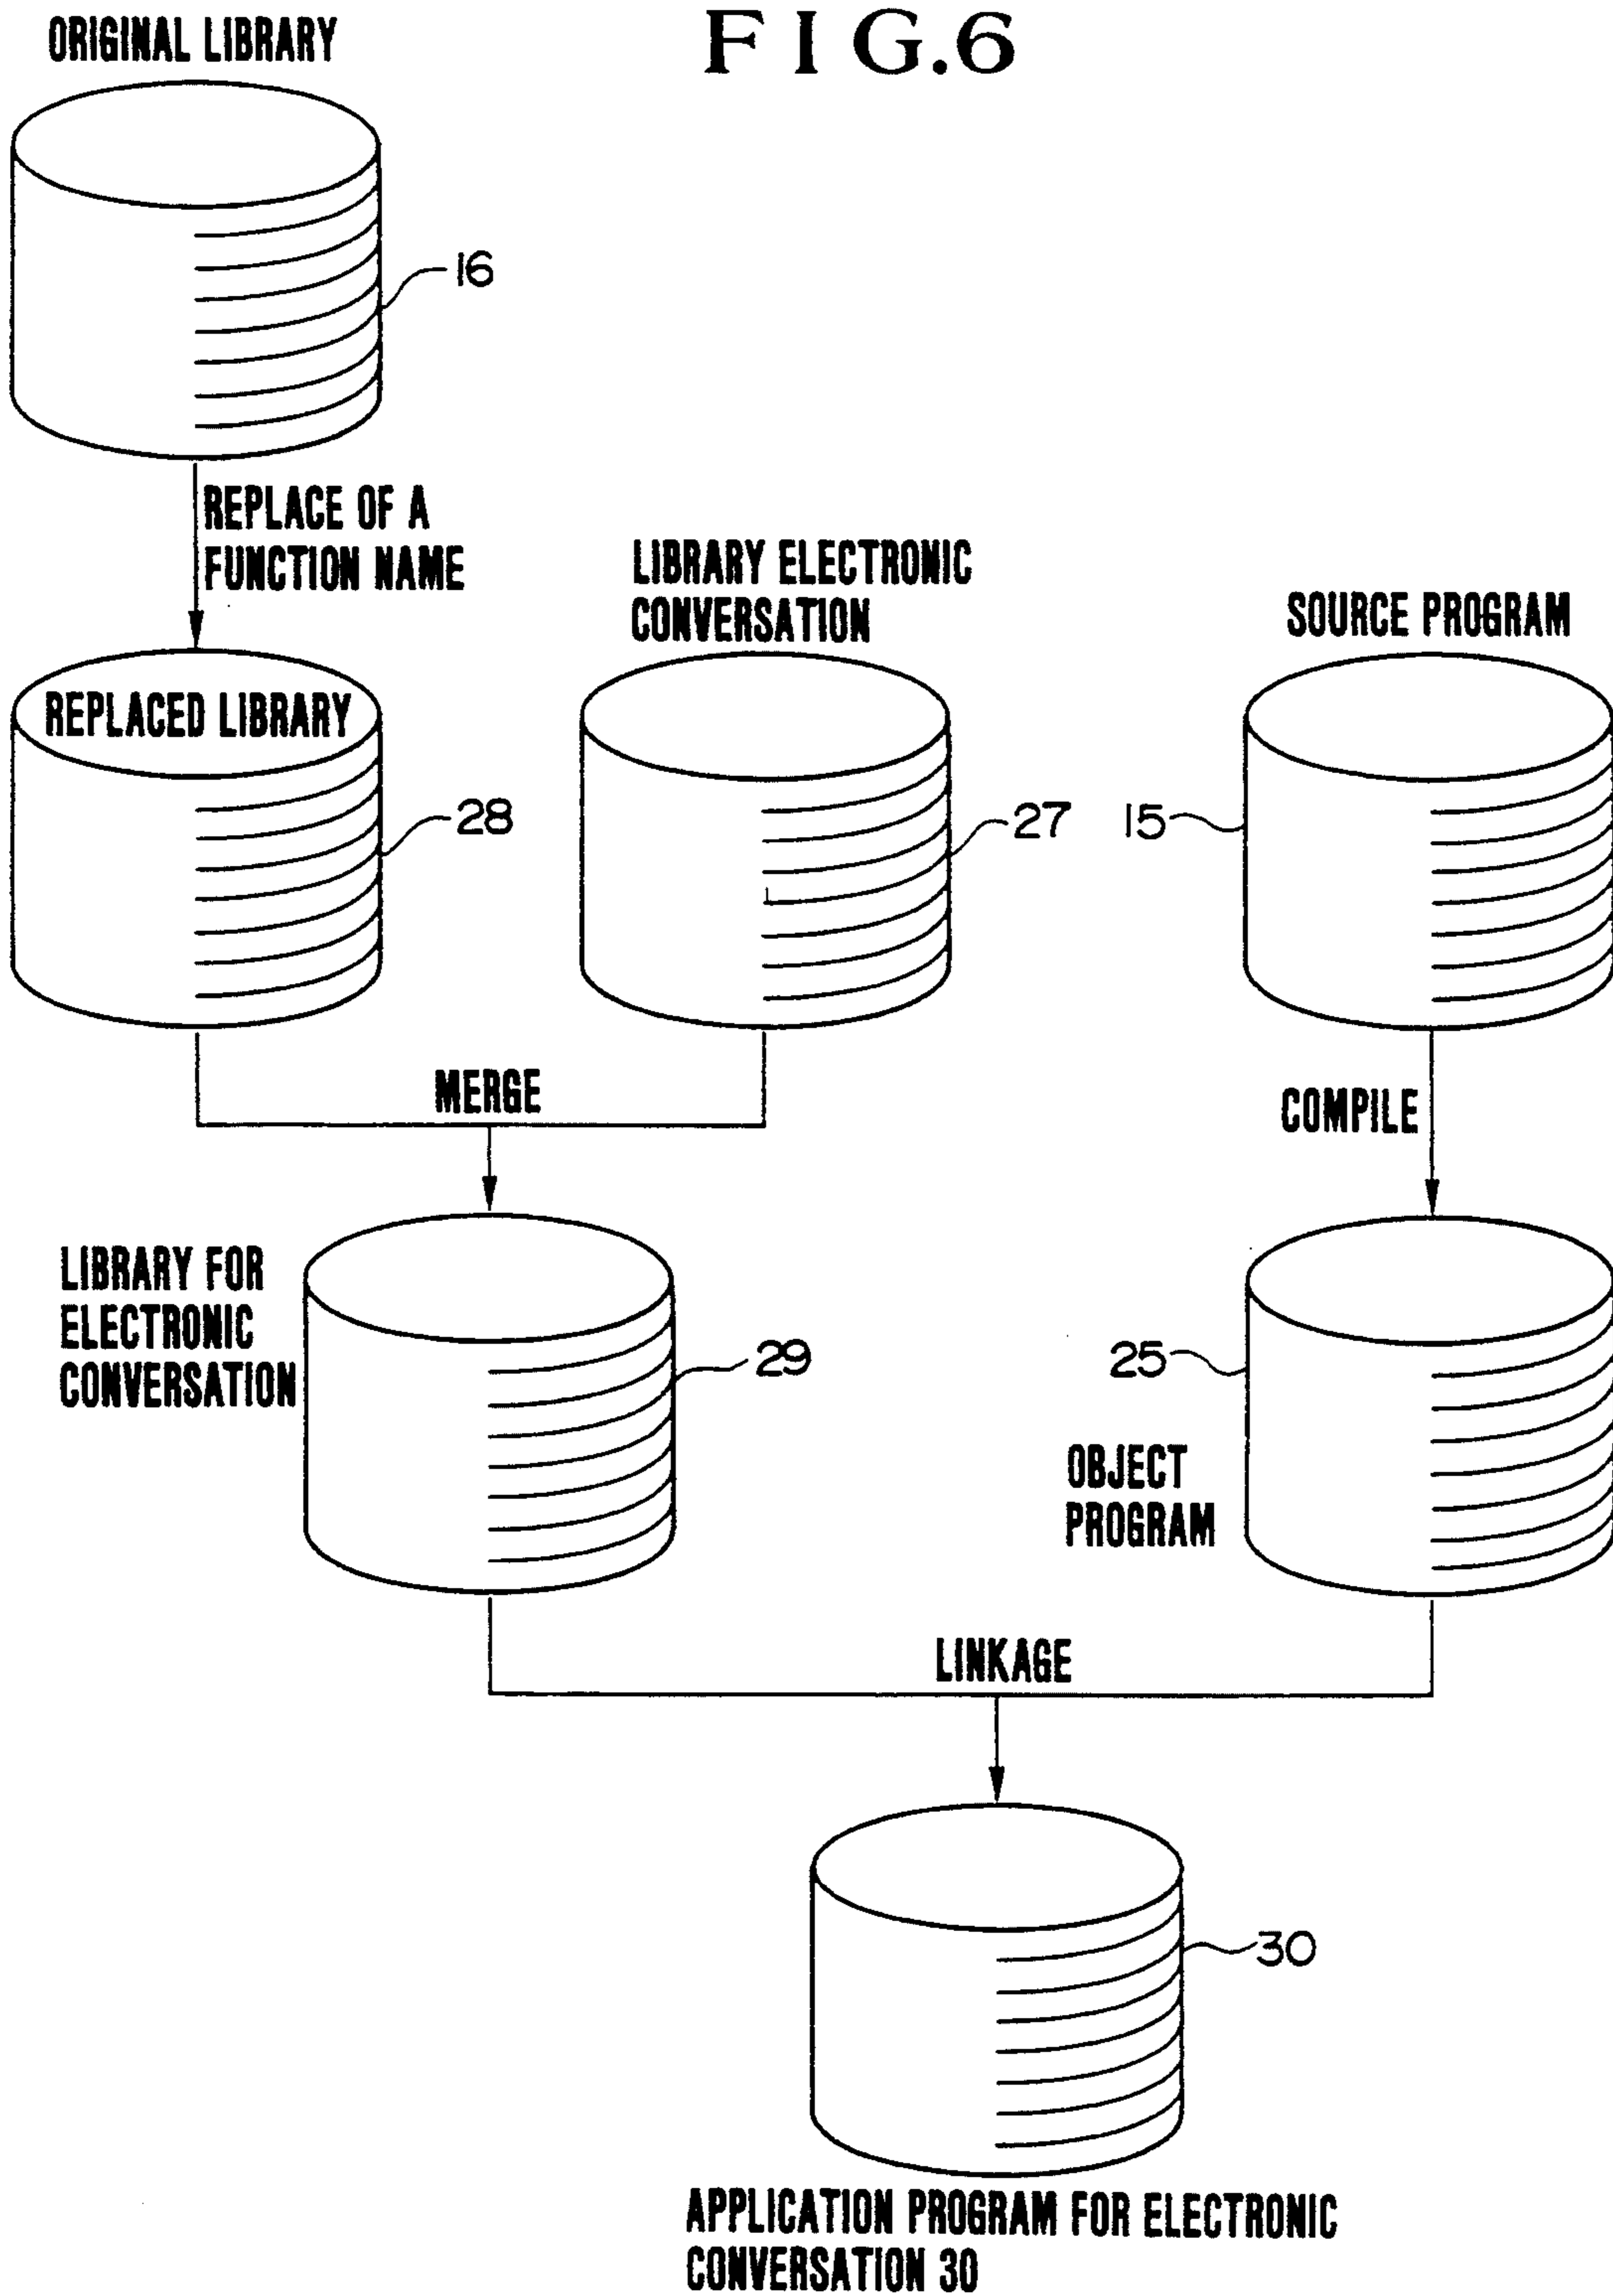 FIG.6
ORIGINAL LIBRARY
16
REPLACE OF A
FUNCTION NAME
LIBRARY ELECTRONIC
CONVERSATION
SOURCE PROGRAM
REPLACED LIBRARY
28
27
15
MERGE
COMPILE
LIBRARY FOR
ELECTRONIC
CONVERSATION
29
25
OBJECT
PROGRAM
LINKAGE
30
APPLICATION PROGRAM FOR ELECTRONIC
CONVERSATION 30